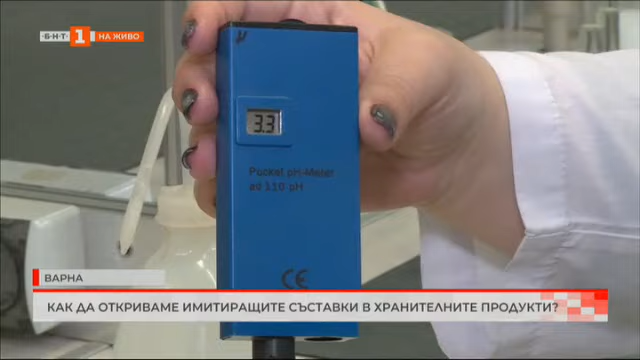 БНТ 1 НА ЖИВО
μ
3.3
Pocket pH-Meter
ad 110 pH
CE
ВАРНА
КАК ДА ОТКРИВАМЕ ИМИТИРАЩИТЕ СЪСТАВКИ В ХРАНИТЕЛНИТЕ ПРОДУКТИ?